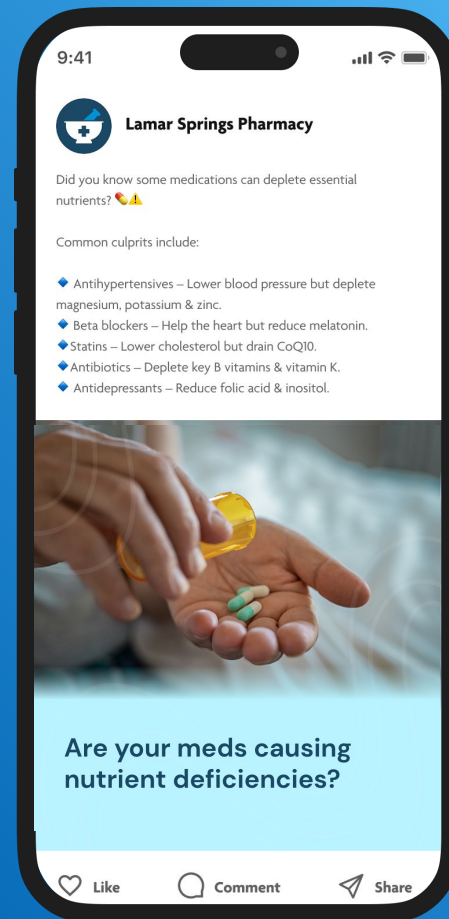 9:41
Lamar Springs Pharmacy
Did you know some medications can deplete essential
nutrients? 💊⚠️
Common culprits include:
🔹 Antihypertensives – Lower blood pressure but deplete
magnesium, potassium & zinc.
🔹 Beta blockers – Help the heart but reduce melatonin.
🔹Statins – Lower cholesterol but drain CoQ10.
🔹Antibiotics – Deplete key B vitamins & vitamin K.
🔹 Antidepressants – Reduce folic acid & inositol.
Are your meds causing
nutrient deficiencies?
Like Comment Share